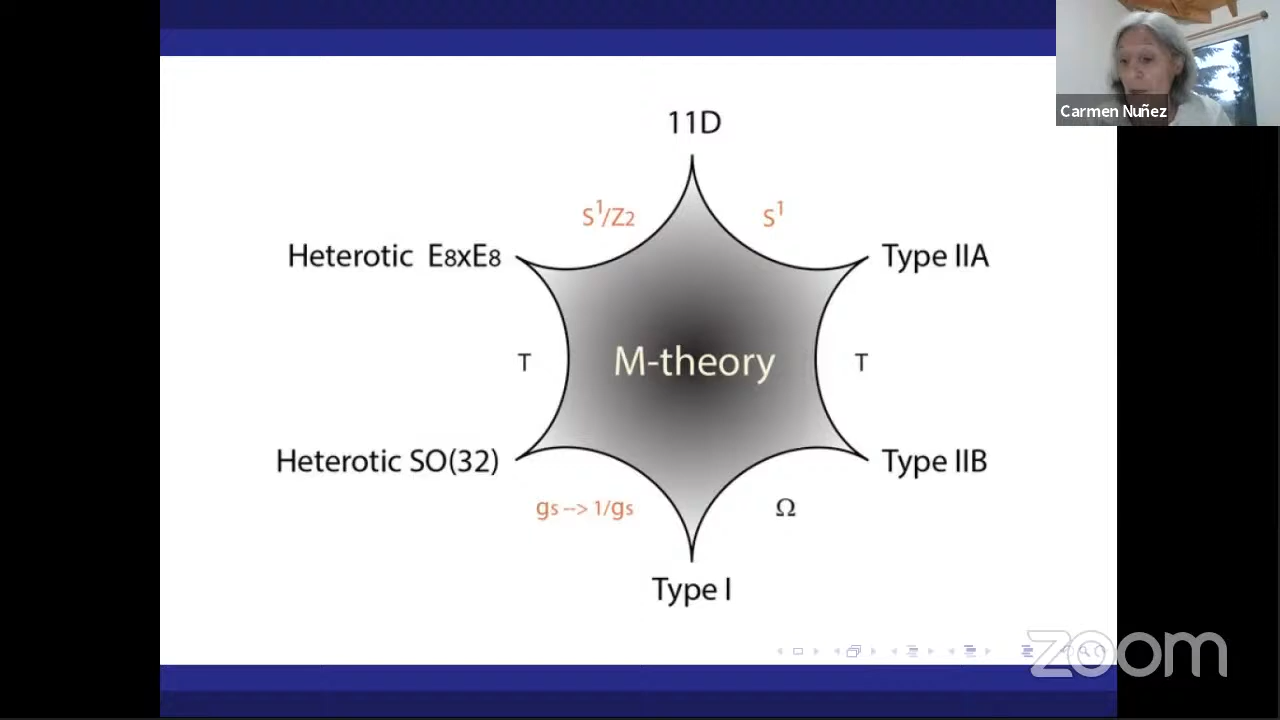 Carmen Nuñez
11D
S¹/Z2
S¹
Heterotic E8xE8
Type IIA
T
M-theory
T
Heterotic SO(32)
Type IIB
gs --> 1/gs
Ω
Type I
zoom